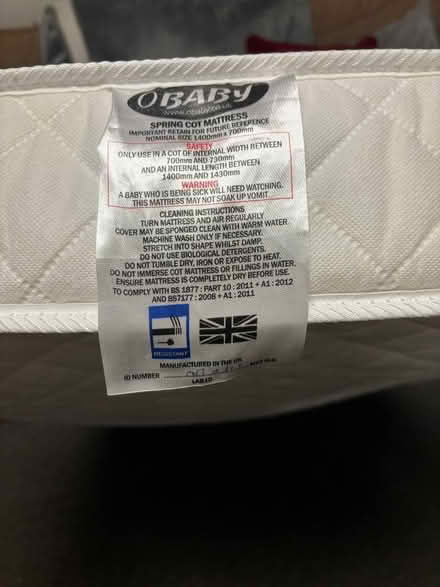 OBABY
www.obaby.co.uk
SPRING COT MATTRESS
IMPORTANT RETAIN FOR FUTURE REFERENCE
NOMINAL SIZE 1400mm x 700mm
SAFETY
ONLY USE IN A COT OF INTERNAL WIDTH BETWEEN
700mm AND 730mm
AND AN INTERNAL LENGTH BETWEEN
1400mm AND 1430mm
WARNING
A BABY WHO IS BEING SICK WILL NEED WATCHING.
THIS MATTRESS MAY NOT SOAK UP VOMIT
CLEANING INSTRUCTIONS
TURN MATTRESS AND AIR REGULARLY
COVER MAY BE SPONGED CLEAN WITH WARM WATER
MACHINE WASH ONLY IF NECESSARY.
STRETCH INTO SHAPE WHILST DAMP.
DO NOT USE BIOLOGICAL DETERGENTS.
DO NOT TUMBLE DRY, IRON OR EXPOSE TO HEAT.
DO NOT IMMERSE COT MATTRESS OR FILLINGS IN WATER.
ENSURE MATTRESS IS COMPLETELY DRY BEFORE USE.
TO COMPLY WITH BS 1877 : PART 10 : 2011 + A1 : 2012
AND BS7177 : 2008 + A1 : 2011
RESISTANT
MANUFACTURED IN THE UK
ID NUMBER